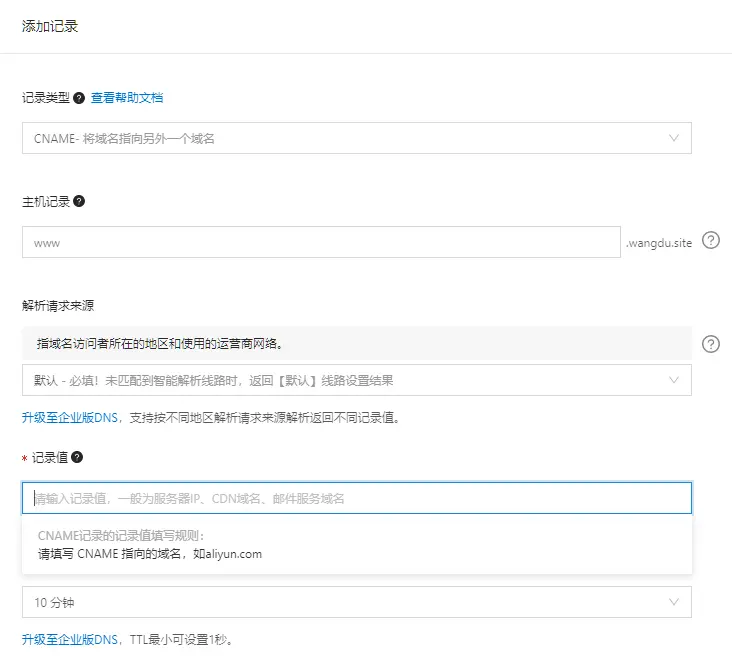 添加记录
记录类型 ? 查看帮助文档
CNAME- 将域名指向另外一个域名
主机记录 ?
www .wangdu.site ?
解析请求来源
指域名访问者所在的地区和使用的运营商网络。 ?
默认 - 必填！未匹配到智能解析线路时，返回【默认】线路设置结果
升级至企业版DNS，支持按不同地区解析请求来源解析返回不同记录值。
* 记录值 ?
请输入记录值，一般为服务器IP、CDN域名、邮件服务域名
CNAME记录的记录值填写规则：
请填写 CNAME 指向的域名，如aliyun.com
10 分钟
升级至企业版DNS，TTL最小可设置1秒。